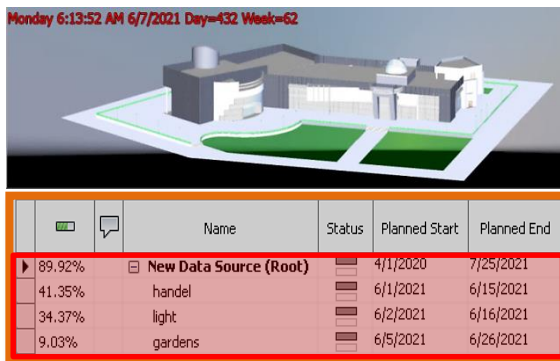 Monday 6:13:52 AM 6/7/2021 Day=432 Week=62
Name Status Planned Start Planned End
89.92% New Data Source (Root) 4/1/2020 7/25/2021
41.35% handel 6/1/2021 6/15/2021
34.37% light 6/2/2021 6/16/2021
9.03% gardens 6/5/2021 6/26/2021